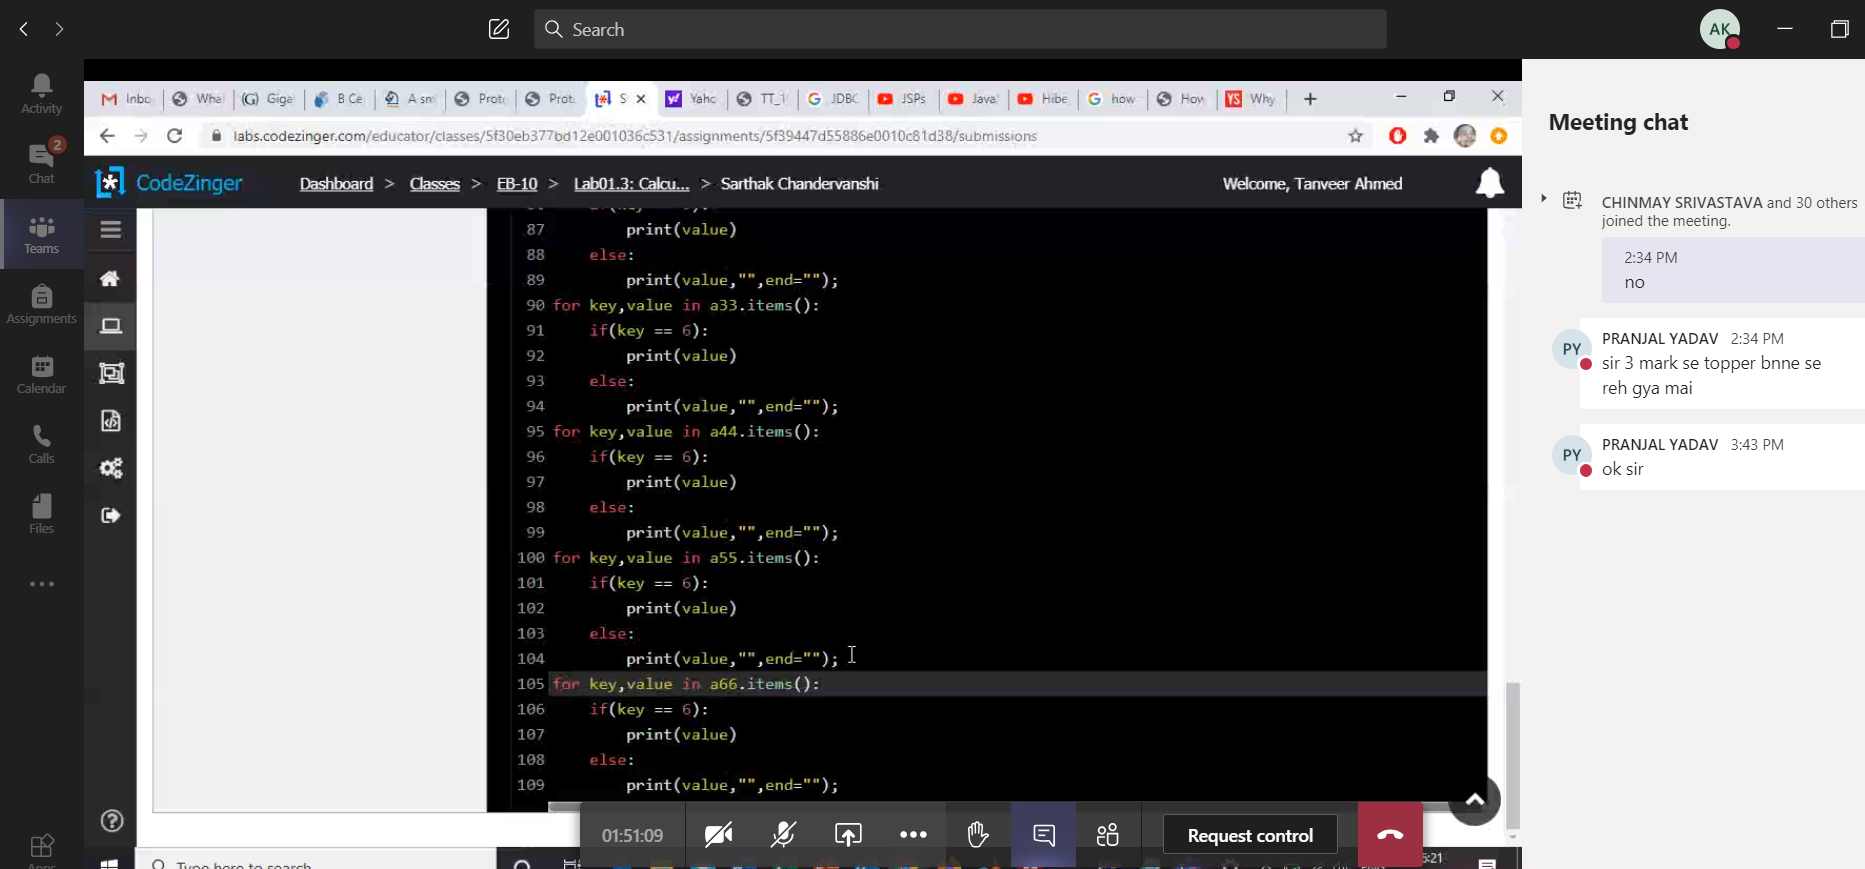 Search
AK
Activity
Chat
2
Teams
Assignments
Calendar
Calls
Files
Inbo
Wha
(G) Giga
B Ce
A sm
Prot
Prot
S
Yaho
TT_1
JDBC
JSPs
Java
Hibe
how
How
YS Why
labs.codezinger.com/educator/classes/5f30eb377bd12e001036c531/assignments/5f39447d55886e0010c81d38/submissions
CodeZinger
Dashboard > Classes > EB-10 > Lab01.3: Calcu... > Sarthak Chandervanshi
Welcome, Tanveer Ahmed
87 print(value)
88 else:
89 print(value,"",end="");
90 for key,value in a33.items():
91 if(key == 6):
92 print(value)
93 else:
94 print(value,"",end="");
95 for key,value in a44.items():
96 if(key == 6):
97 print(value)
98 else:
99 print(value,"",end="");
100 for key,value in a55.items():
101 if(key == 6):
102 print(value)
103 else:
104 print(value,"",end="");
105 for key,value in a66.items():
106 if(key == 6):
107 print(value)
108 else:
109 print(value,"",end="");
01:51:09
Request control
Type here to search
Meeting chat
CHINMAY SRIVASTAVA and 30 others
joined the meeting.
2:34 PM
no
PY
PRANJAL YADAV 2:34 PM
sir 3 mark se topper bnne se
reh gya mai
PY
PRANJAL YADAV 3:43 PM
ok sir